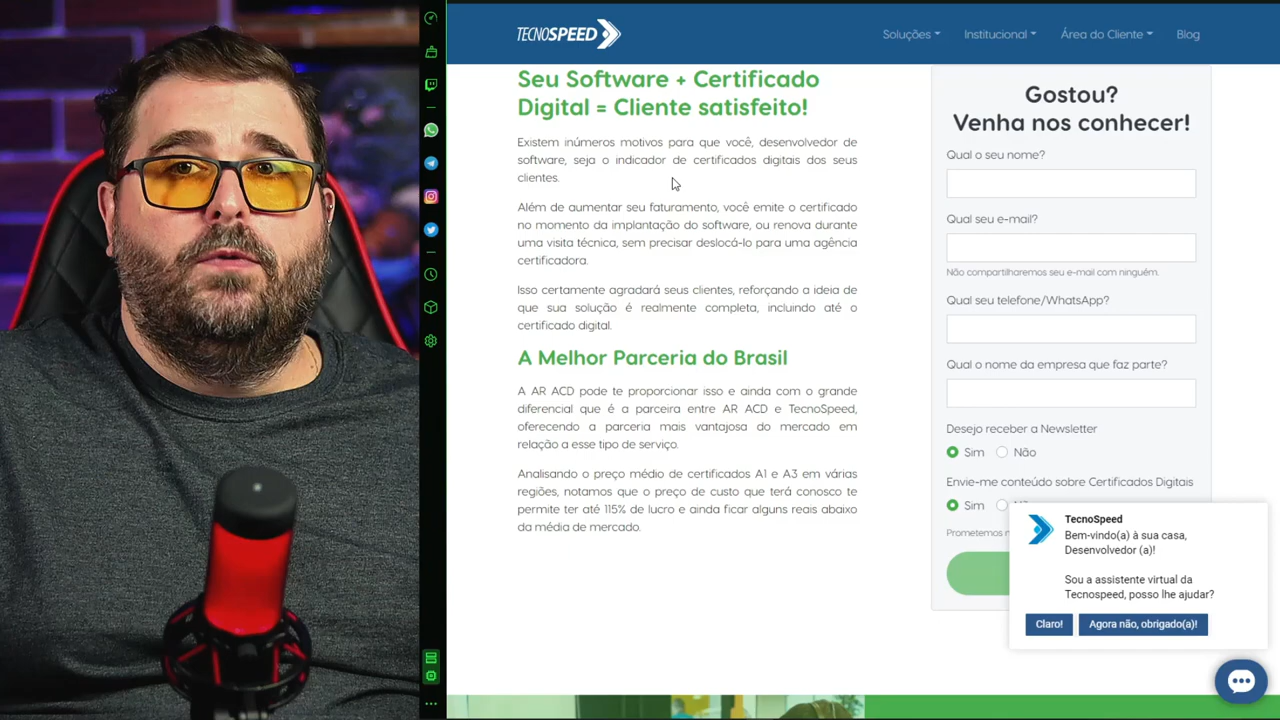 TECNOSPEED
Soluções
Institucional
Área do Cliente
Blog
Seu Software + Certificado
Digital = Cliente satisfeito!
Existem inúmeros motivos para que você, desenvolvedor de
software, seja o indicador de certificados digitais dos seus
clientes.
Além de aumentar seu faturamento, você emite o certificado
no momento da implantação do software, ou renova durante
uma visita técnica, sem precisar deslocá-lo para uma agência
certificadora.
Isso certamente agradará seus clientes, reforçando a ideia de
que sua solução é realmente completa, incluindo até o
certificado digital.
A Melhor Parceria do Brasil
A AR ACD pode te proporcionar isso e ainda com o grande
diferencial que é a parceira entre AR ACD e TecnoSpeed,
oferecendo a parceria mais vantajosa do mercado em
relação a esse tipo de serviço.
Analisando o preço médio de certificados A1 e A3 em várias
regiões, notamos que o preço de custo que terá conosco te
permite ter até 115% de lucro e ainda ficar alguns reais abaixo
da média de mercado.
Gostou?
Venha nos conhecer!
Qual o seu nome?
Qual seu e-mail?
Não compartilharemos seu e-mail com ninguém.
Qual seu telefone/WhatsApp?
Qual o nome da empresa que faz parte?
Desejo receber a Newsletter
Sim Não
Envie-me conteúdo sobre Certificados Digitais
Sim
Prometemos
TecnoSpeed
Bem-vindo(a) à sua casa,
Desenvolvedor (a)!
Sou a assistente virtual da
Tecnospeed, posso lhe ajudar?
Claro!
Agora não, obrigado(a)!